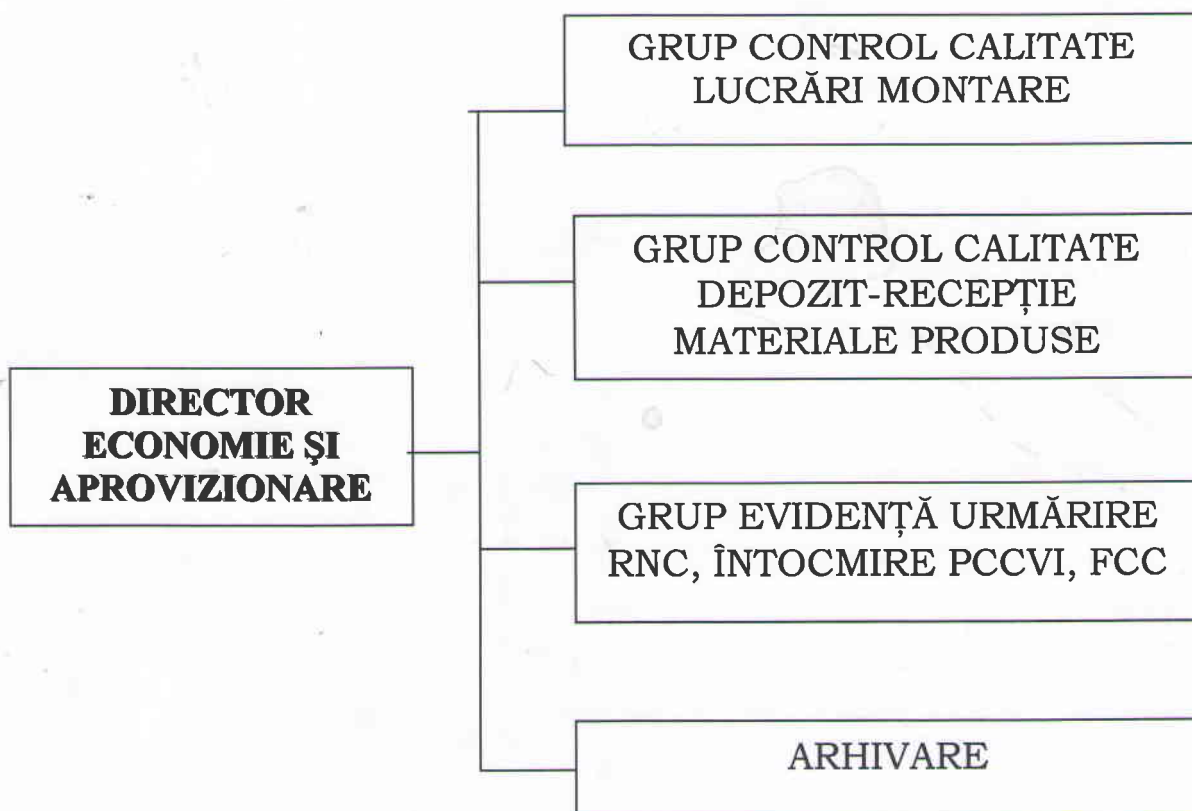 GRUP CONTROL CALITATE
LUCRĂRI MONTARE
GRUP CONTROL CALITATE
DEPOZIT-RECEPȚIE
MATERIALE PRODUSE
DIRECTOR
ECONOMIE ȘI
APROVIZIONARE
GRUP EVIDENȚĂ URMĂRIRE
RNC, ÎNTOCMIRE PCCVI, FCC
ARHIVARE